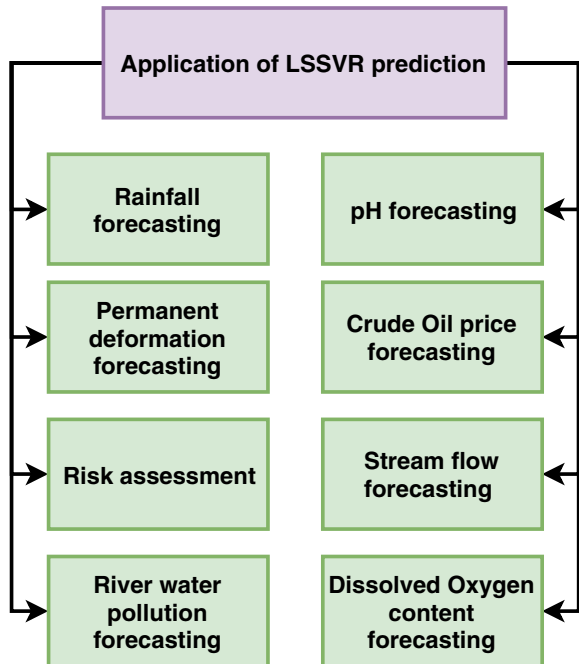 Application of LSSVR prediction
Rainfall
forecasting
pH forecasting
Permanent
deformation
forecasting
Crude Oil price
forecasting
Risk assessment
Stream flow
forecasting
River water
pollution
forecasting
Dissolved Oxygen
content
forecasting